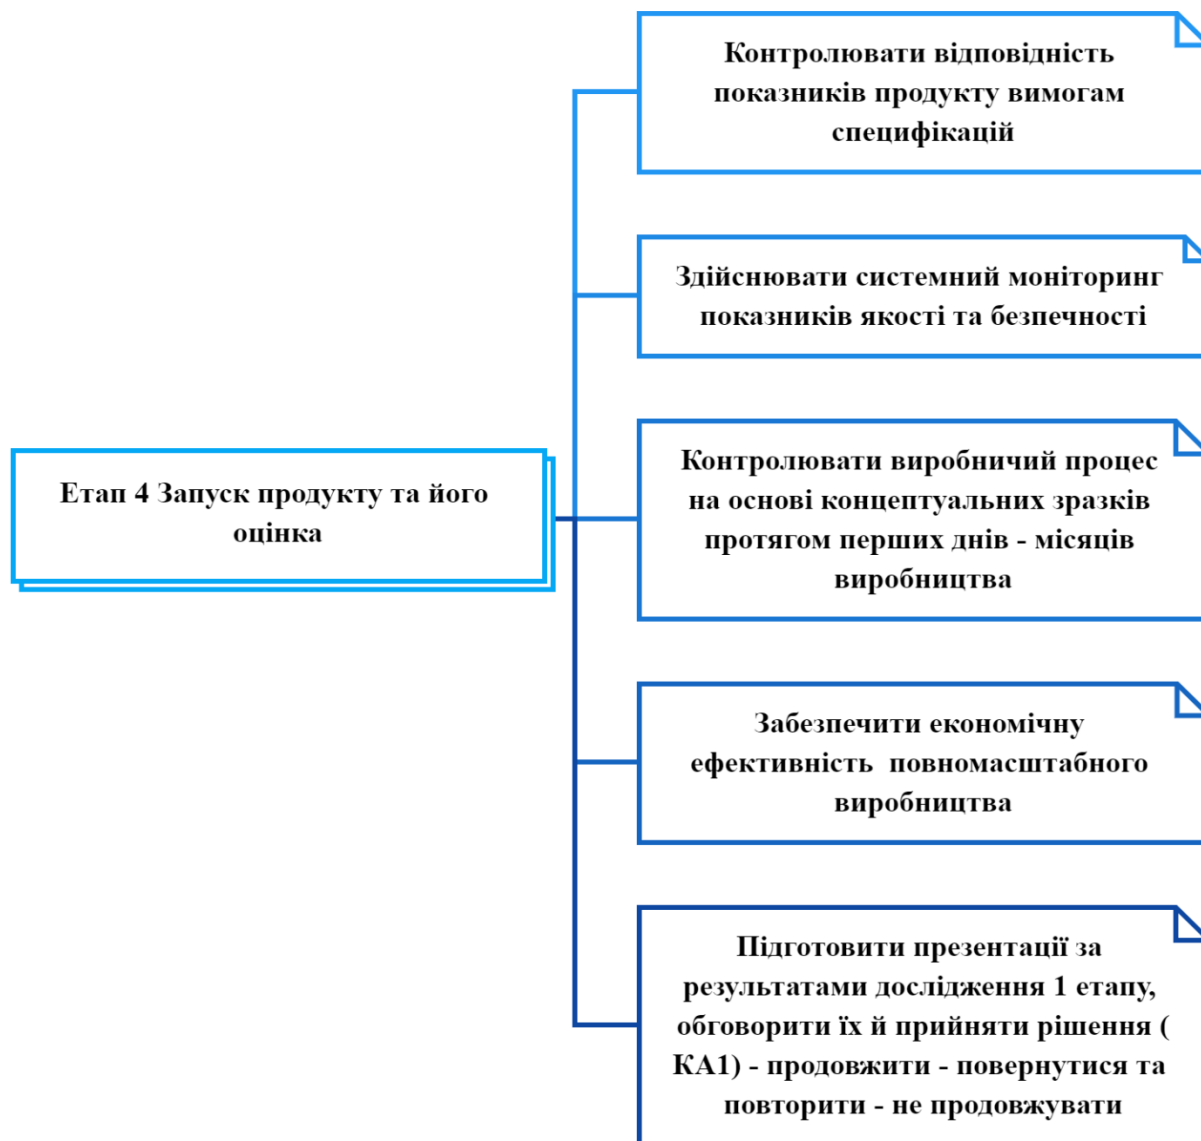 Контролювати відповідність
показників продукту вимогам
специфікацій
Здійснювати системний моніторинг
показників якості та безпечності
Етап 4 Запуск продукту та його
оцінка
Контролювати виробничий процес
на основі концептуальних зразків
протягом перших днів - місяців
виробництва
Забезпечити економічну
ефективність повномасштабного
виробництва
Підготовити презентації за
результатами дослідження 1 етапу,
обговорити їх й прийняти рішення (
КА1) - продовжити - повернутися та
повторити - не продовжувати